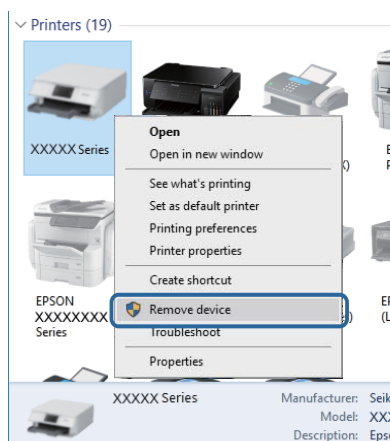 Printers (19)
XXXXX Series
Open
Open in new window
See what's printing
Set as default printer
Printing preferences
Printer properties
Create shortcut
Remove device
Troubleshoot
Properties
EPSON
XXXXXXXX
Series
XXXXX Series
Manufacturer:
Model:
Description: